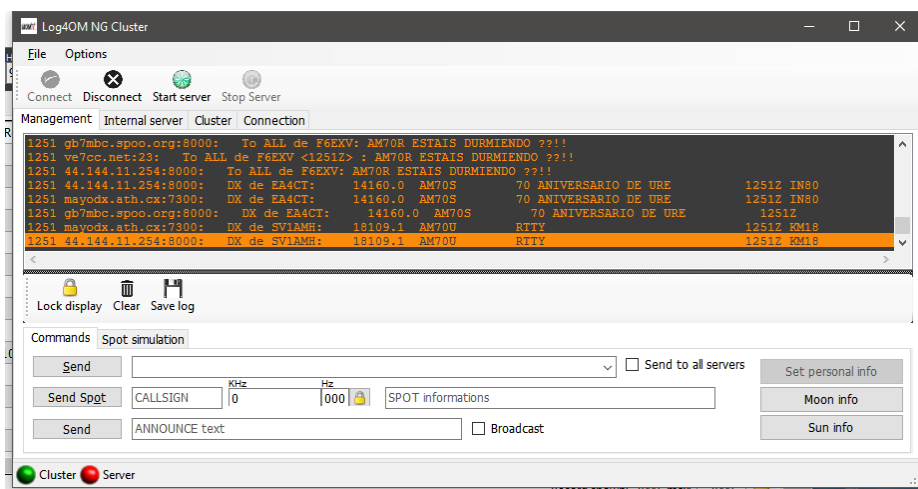 Log4OM NG Cluster
File Options
Connect Disconnect Start server Stop Server
Management Internal server Cluster Connection
1251 gb7mbc.spoo.org:8000: To ALL de F6EXV: AM70R ESTAIS DURMIENDO ??!!
1251 ve7cc.net:23: To ALL de F6EXV <1251Z> : AM70R ESTAIS DURMIENDO ??!!
1251 44.144.11.254:8000: To ALL de F6EXV: AM70R ESTAIS DURMIENDO ??!!
1251 44.144.11.254:8000: DX de EA4CT: 14160.0 AM70S 70 ANIVERSARIO DE URE 1251Z IN80
1251 mayodx.ath.cx:7300: DX de EA4CT: 14160.0 AM70S 70 ANIVERSARIO DE URE 1251Z IN80
1251 gb7mbc.spoo.org:8000: DX de EA4CT: 14160.0 AM70S 70 ANIVERSARIO DE URE 1251Z
1251 mayodx.ath.cx:7300: DX de SV1AMH: 18109.1 AM70U RTTY 1251Z KM18
1251 44.144.11.254:8000: DX de SV1AMH: 18109.1 AM70U RTTY 1251Z KM18
Lock display Clear Save log
Commands Spot simulation
Send Send to all servers Set personal info
KHz Hz
Send Spot CALLSIGN 0 000 SPOT informations Moon info
Send ANNOUNCE text Broadcast Sun info
Cluster Server